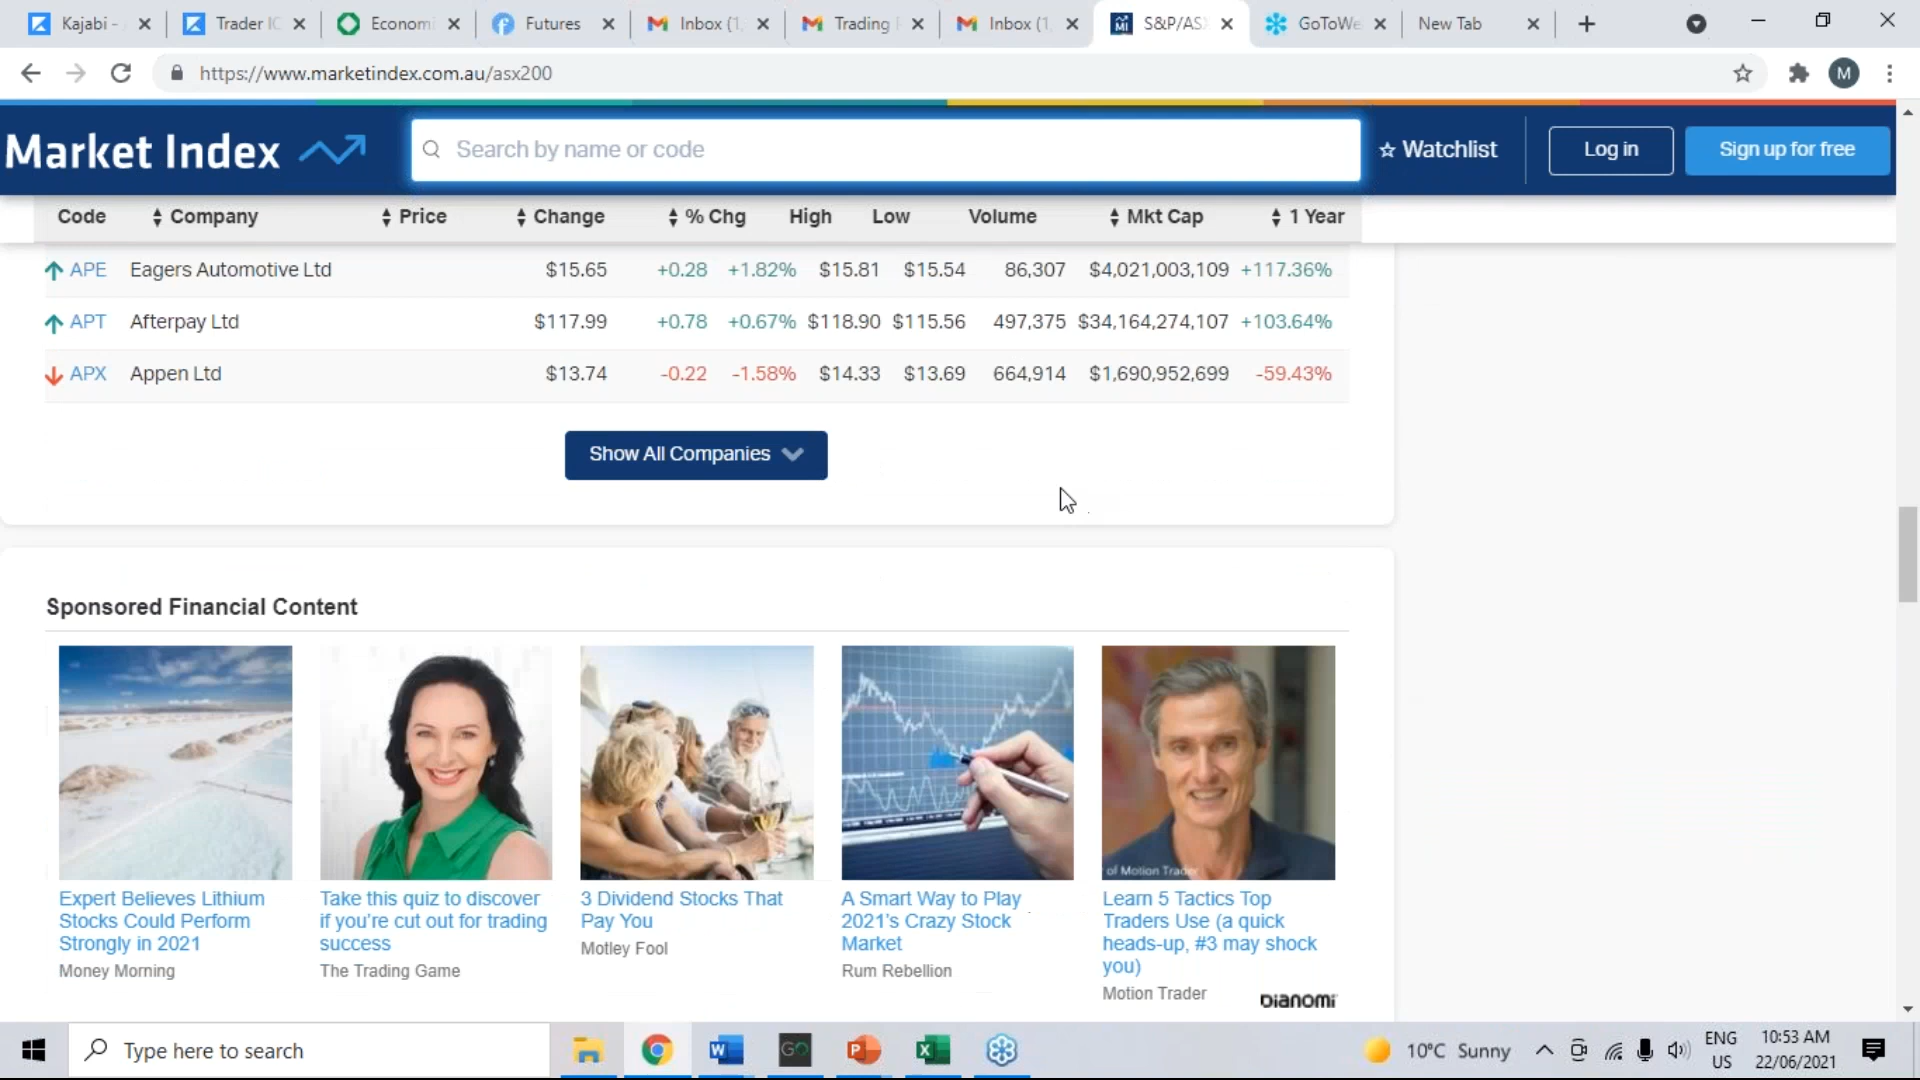 Kajabi -
Trader IC
Economi
Futures
Inbox (1,
Trading
Inbox (1,
S&P/AS
GoToWe
New Tab
https://www.marketindex.com.au/asx200
M
Market Index
Search by name or code
Watchlist
Log in
Sign up for free
Code Company Price Change % Chg High Low Volume Mkt Cap 1 Year
APE Eagers Automotive Ltd $15.65 +0.28 +1.82% $15.81 $15.54 86,307 $4,021,003,109 +117.36%
APT Afterpay Ltd $117.99 +0.78 +0.67% $118.90 $115.56 497,375 $34,164,274,107 +103.64%
APX Appen Ltd $13.74 -0.22 -1.58% $14.33 $13.69 664,914 $1,690,952,699 -59.43%
Show All Companies
Sponsored Financial Content
Expert Believes Lithium
Stocks Could Perform
Strongly in 2021
Money Morning
Take this quiz to discover
if you're cut out for trading
success
The Trading Game
3 Dividend Stocks That
Pay You
Motley Fool
A Smart Way to Play
2021's Crazy Stock
Market
Rum Rebellion
of Motion Trader
Learn 5 Tactics Top
Traders Use (a quick
heads-up, #3 may shock
you)
Motion Trader
DIANOMI
Type here to search
GO
10°C Sunny
ENG
US
10:53 AM
22/06/2021